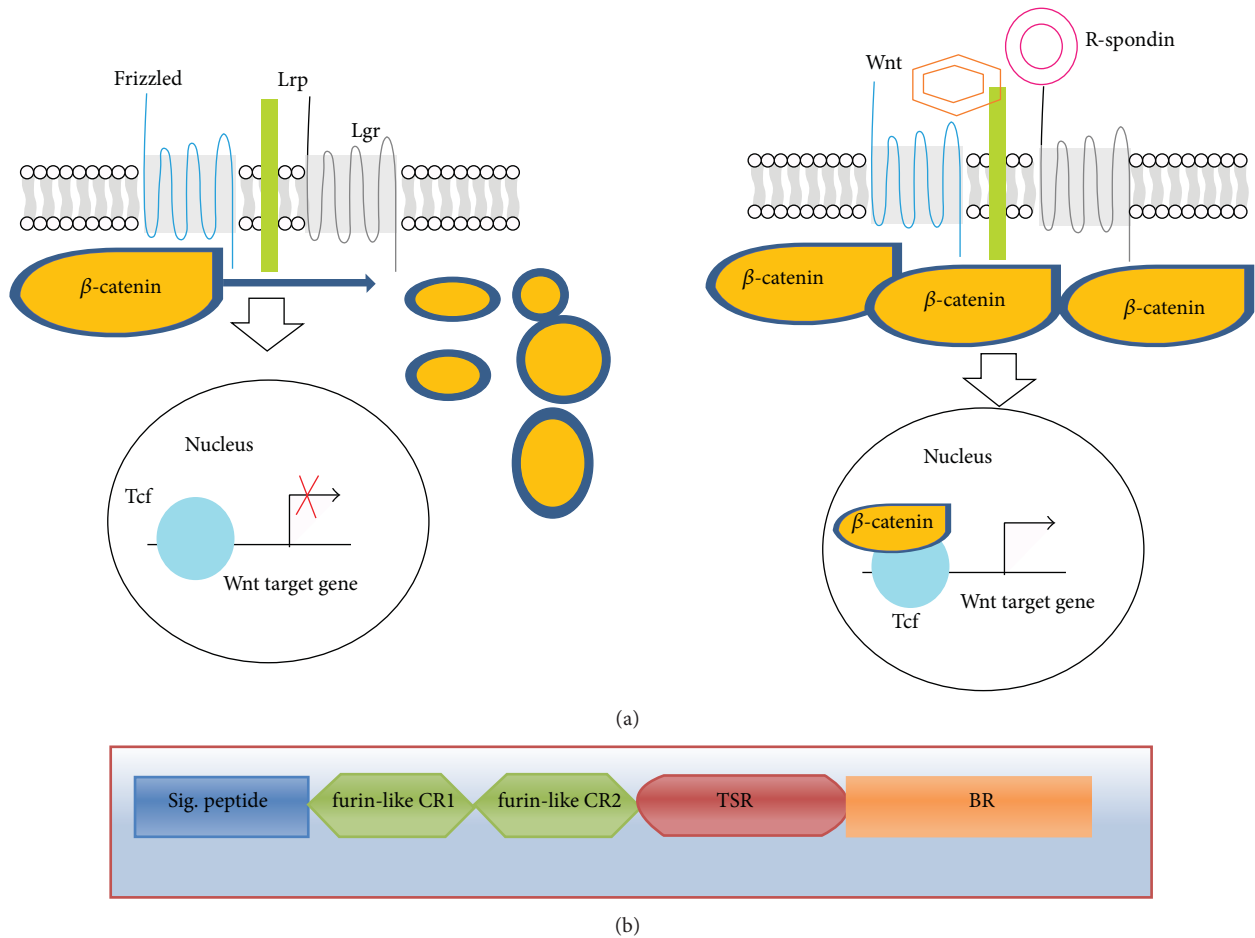 Frizzled
Lrp
Lgr
β-catenin
Nucleus
Tcf
Wnt target gene
Wnt
R-spondin
β-catenin
β-catenin
β-catenin
Nucleus
β-catenin
Wnt target gene
Tcf
(a)
Sig. peptide
furin-like CR1
furin-like CR2
TSR
BR
(b)